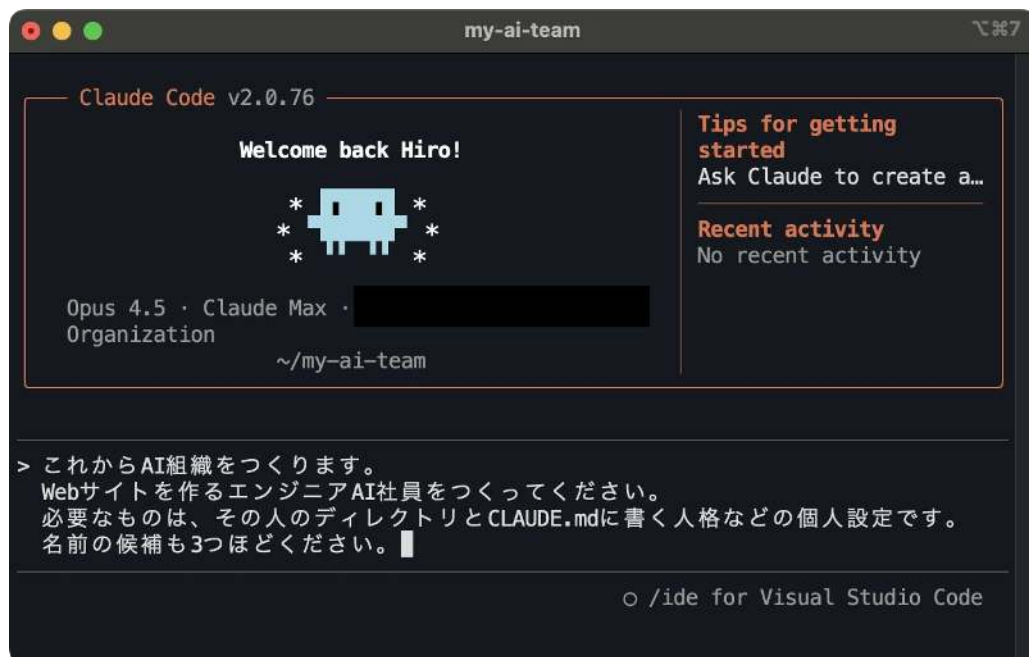 my-ai-team
⌥⌘7
Claude Code v2.0.76
Welcome back Hiro!
Opus 4.5 · Claude Max ·
Organization
~/my-ai-team
Tips for getting
started
Ask Claude to create a…
Recent activity
No recent activity
> これからAI組織をつくります。
Webサイトを作るエンジニアAI社員をつくってください。
必要なものは、その人のディレクトリとCLAUDE.mdに書く人格などの個人設定です。
名前の候補も3つほどください。
○ /ide for Visual Studio Code